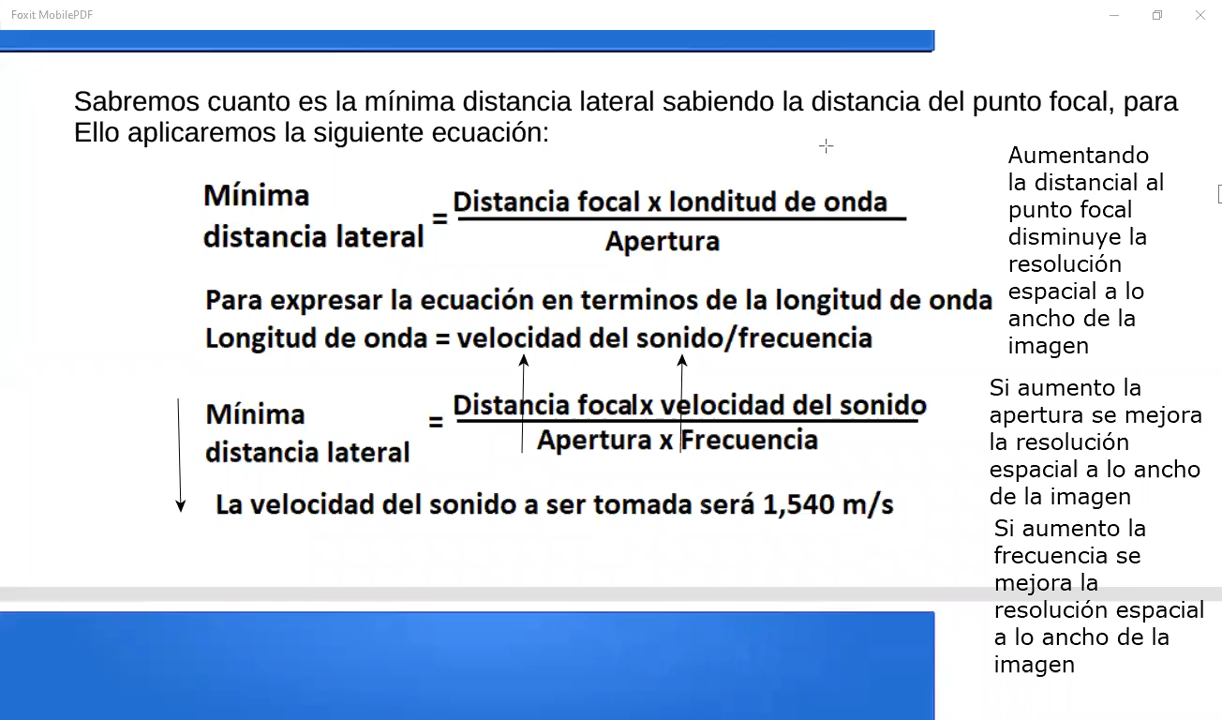 Foxit MobilePDF
Sabremos cuanto es la mínima distancia lateral sabiendo la distancia del punto focal, para
Ello aplicaremos la siguiente ecuación:
Mínima
distancia lateral
=
Distancia focal x londitud de onda
Apertura
Para expresar la ecuación en terminos de la longitud de onda
Longitud de onda = velocidad del sonido/frecuencia
Mínima
distancia lateral
=
Distancia focalx velocidad del sonido
Apertura x Frecuencia
La velocidad del sonido a ser tomada será 1,540 m/s
Aumentando
la distancial al
punto focal
disminuye la
resolución
espacial a lo
ancho de la
imagen
Si aumento la
apertura se mejora
la resolución
espacial a lo ancho
de la imagen
Si aumento la
frecuencia se
mejora la
resolución espacial
a lo ancho de la
imagen